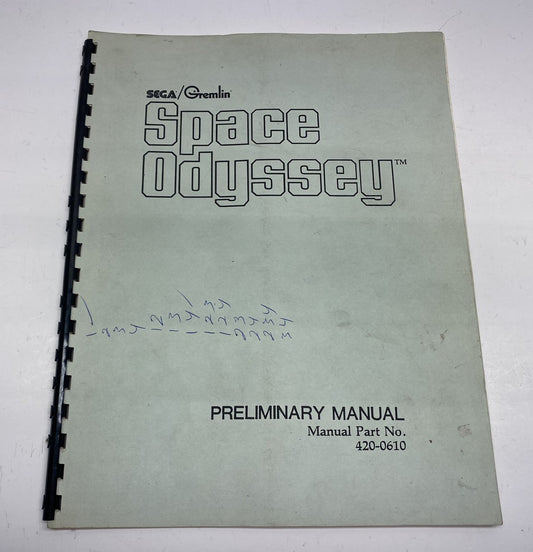 SEGA/Gremlin
Space
Odyssey™
PRELIMINARY MANUAL
Manual Part No.
420-0610